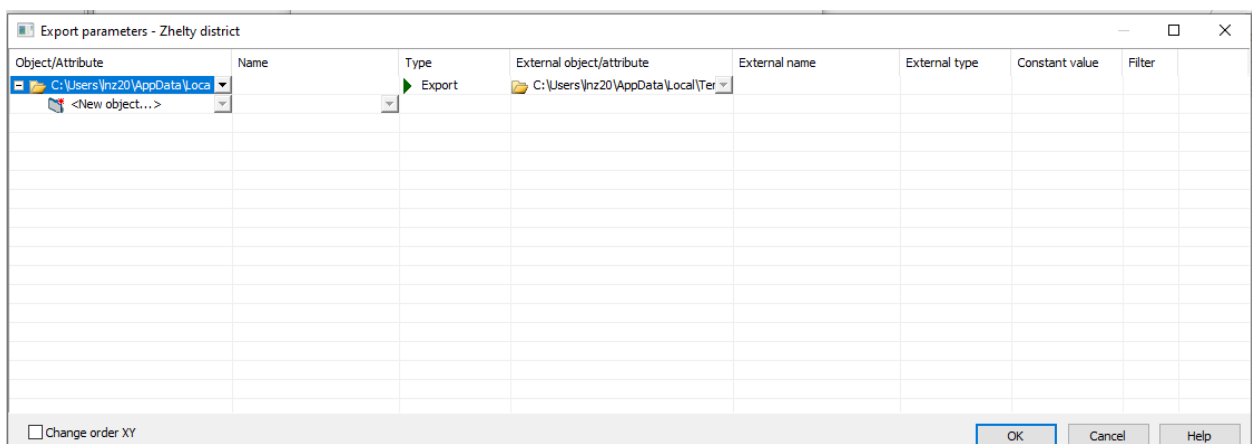 Export parameters - Zhelty district
Object/Attribute Name Type External object/attribute External name External type Constant value Filter
C:\Users\lnz20\AppData\Loca Export C:\Users\lnz20\AppData\Local\Ter
<New object...>
Change order XY OK Cancel Help